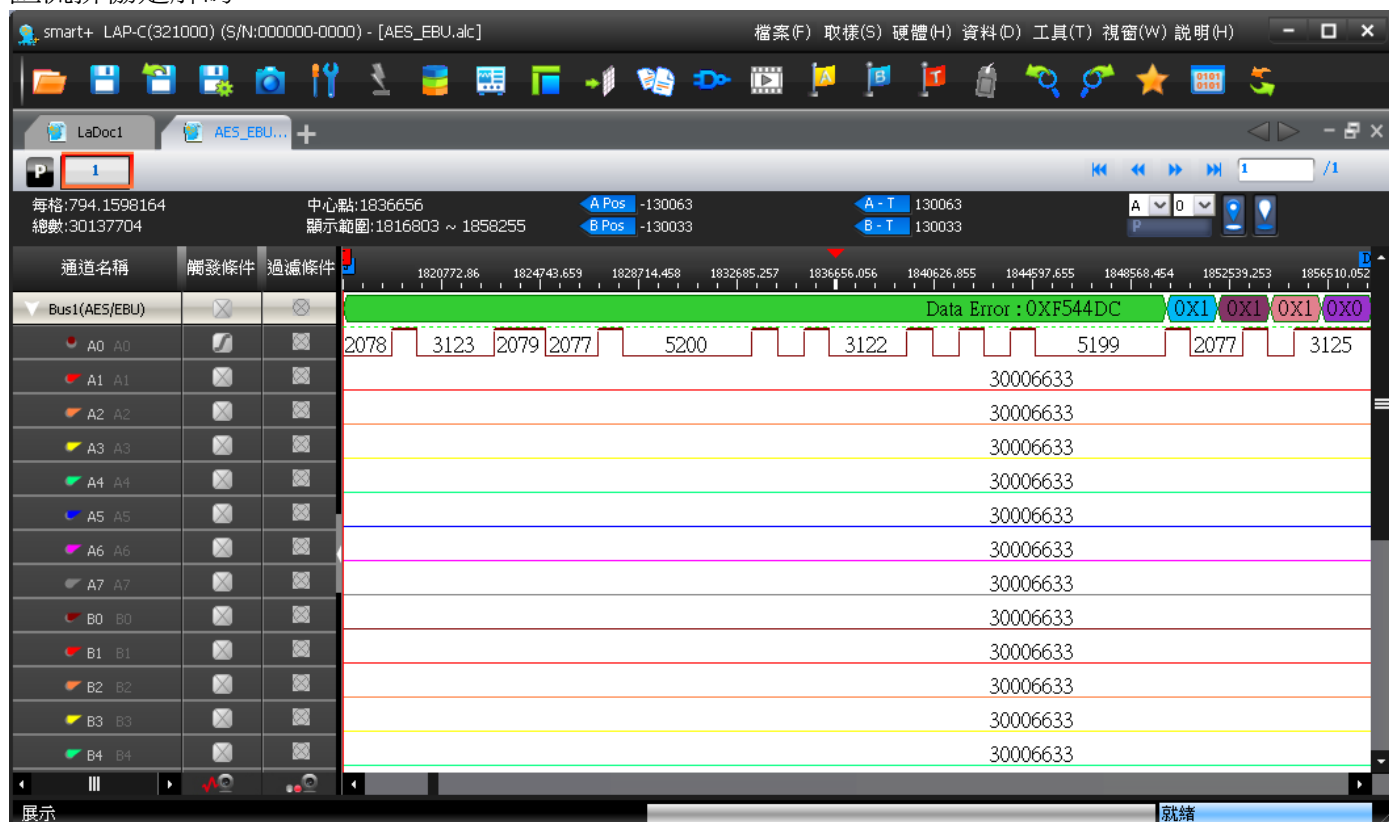 smart+ LAP-C(321000) (S/N:000000-0000) - [AES_EBU.alc] 檔案(F) 取樣(S) 硬體(H) 資料(D) 工具(T) 視窗(W) 說明(H)
LaDoc1 AES_EBU... +
P 1 1 /1
每格:794.1598164 中心點:1836656 A Pos -130063 A - T 130063 A 0
總數:30137704 顯示範圍:1816803 ~ 1858255 B Pos -130033 B - T 130033 P
通道名稱 觸發條件 過濾條件 1820772.86 1824743.659 1828714.458 1832685.257 1836656.056 1840626.855 1844597.655 1848568.454 1852539.253 1856510.052
Bus1(AES/EBU) Data Error : 0XF544DC 0X1 0X1 0X1 0X0
A0 A0 2078 3123 2079 2077 5200 3122 5199 2077 3125
A1 A1 30006633
A2 A2 30006633
A3 A3 30006633
A4 A4 30006633
A5 A5 30006633
A6 A6 30006633
A7 A7 30006633
B0 B0 30006633
B1 B1 30006633
B2 B2 30006633
B3 B3 30006633
B4 B4 30006633
展示 就緒